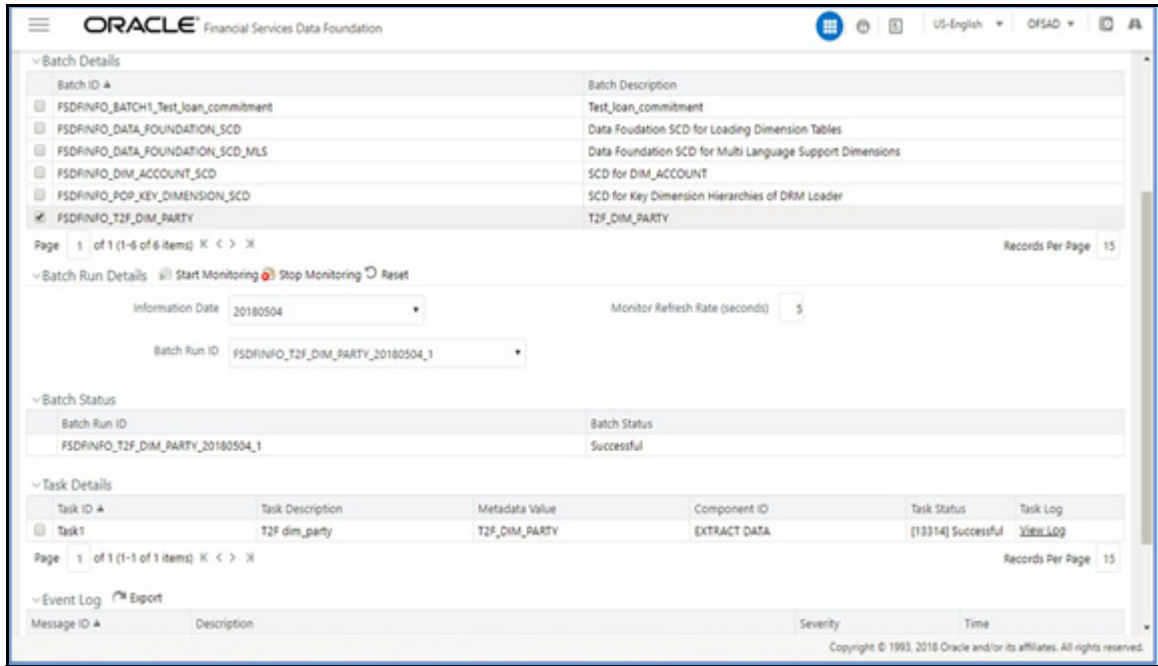 ORACLE® Financial Services Data Foundation US-English OFSAD
Batch Details
Batch ID Batch Description
FSDFINFO_BATCH1_Test_loan_commitment Test_loan_commitment
FSDFINFO_DATA_FOUNDATION_SCD Data Foudation SCD for Loading Dimension Tables
FSDFINFO_DATA_FOUNDATION_SCD_MLS Data Foundation SCD for Multi Language Support Dimensions
FSDFINFO_DIM_ACCOUNT_SCD SCD for DIM_ACCOUNT
FSDFINFO_POP_KEY_DIMENSION_SCD SCD for Key Dimension Hierarchies of DRM Loader
FSDFINFO_T2F_DIM_PARTY T2F_DIM_PARTY
Page 1 of 1 (1-6 of 6 items) Records Per Page 15
Batch Run Details Start Monitoring Stop Monitoring Reset
Information Date 20180504 Monitor Refresh Rate (seconds) 5
Batch Run ID FSDFINFO_T2F_DIM_PARTY_20180504_1
Batch Status
Batch Run ID Batch Status
FSDFINFO_T2F_DIM_PARTY_20180504_1 Successful
Task Details
Task ID Task Description Metadata Value Component ID Task Status Task Log
Task1 T2F dim_party T2F_DIM_PARTY EXTRACT DATA [13314] Successful View Log
Page 1 of 1 (1-1 of 1 items) Records Per Page 15
Event Log Export
Message ID Description Severity Time
Copyright © 1993, 2018 Oracle and/or its affiliates. All rights reserved.